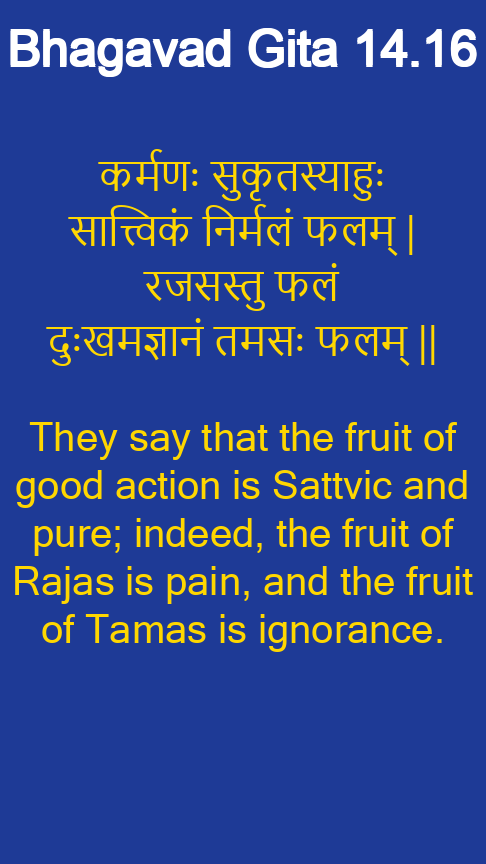 Bhagavad Gita 14.16
कर्मणः सुकृतस्याहुः
सात्त्विकं निर्मलं फलम् |
रजसस्तु फलं
दुःखमज्ञानं तमसः फलम् ||
They say that the fruit of
good action is Sattvic and
pure; indeed, the fruit of
Rajas is pain, and the fruit
of Tamas is ignorance.